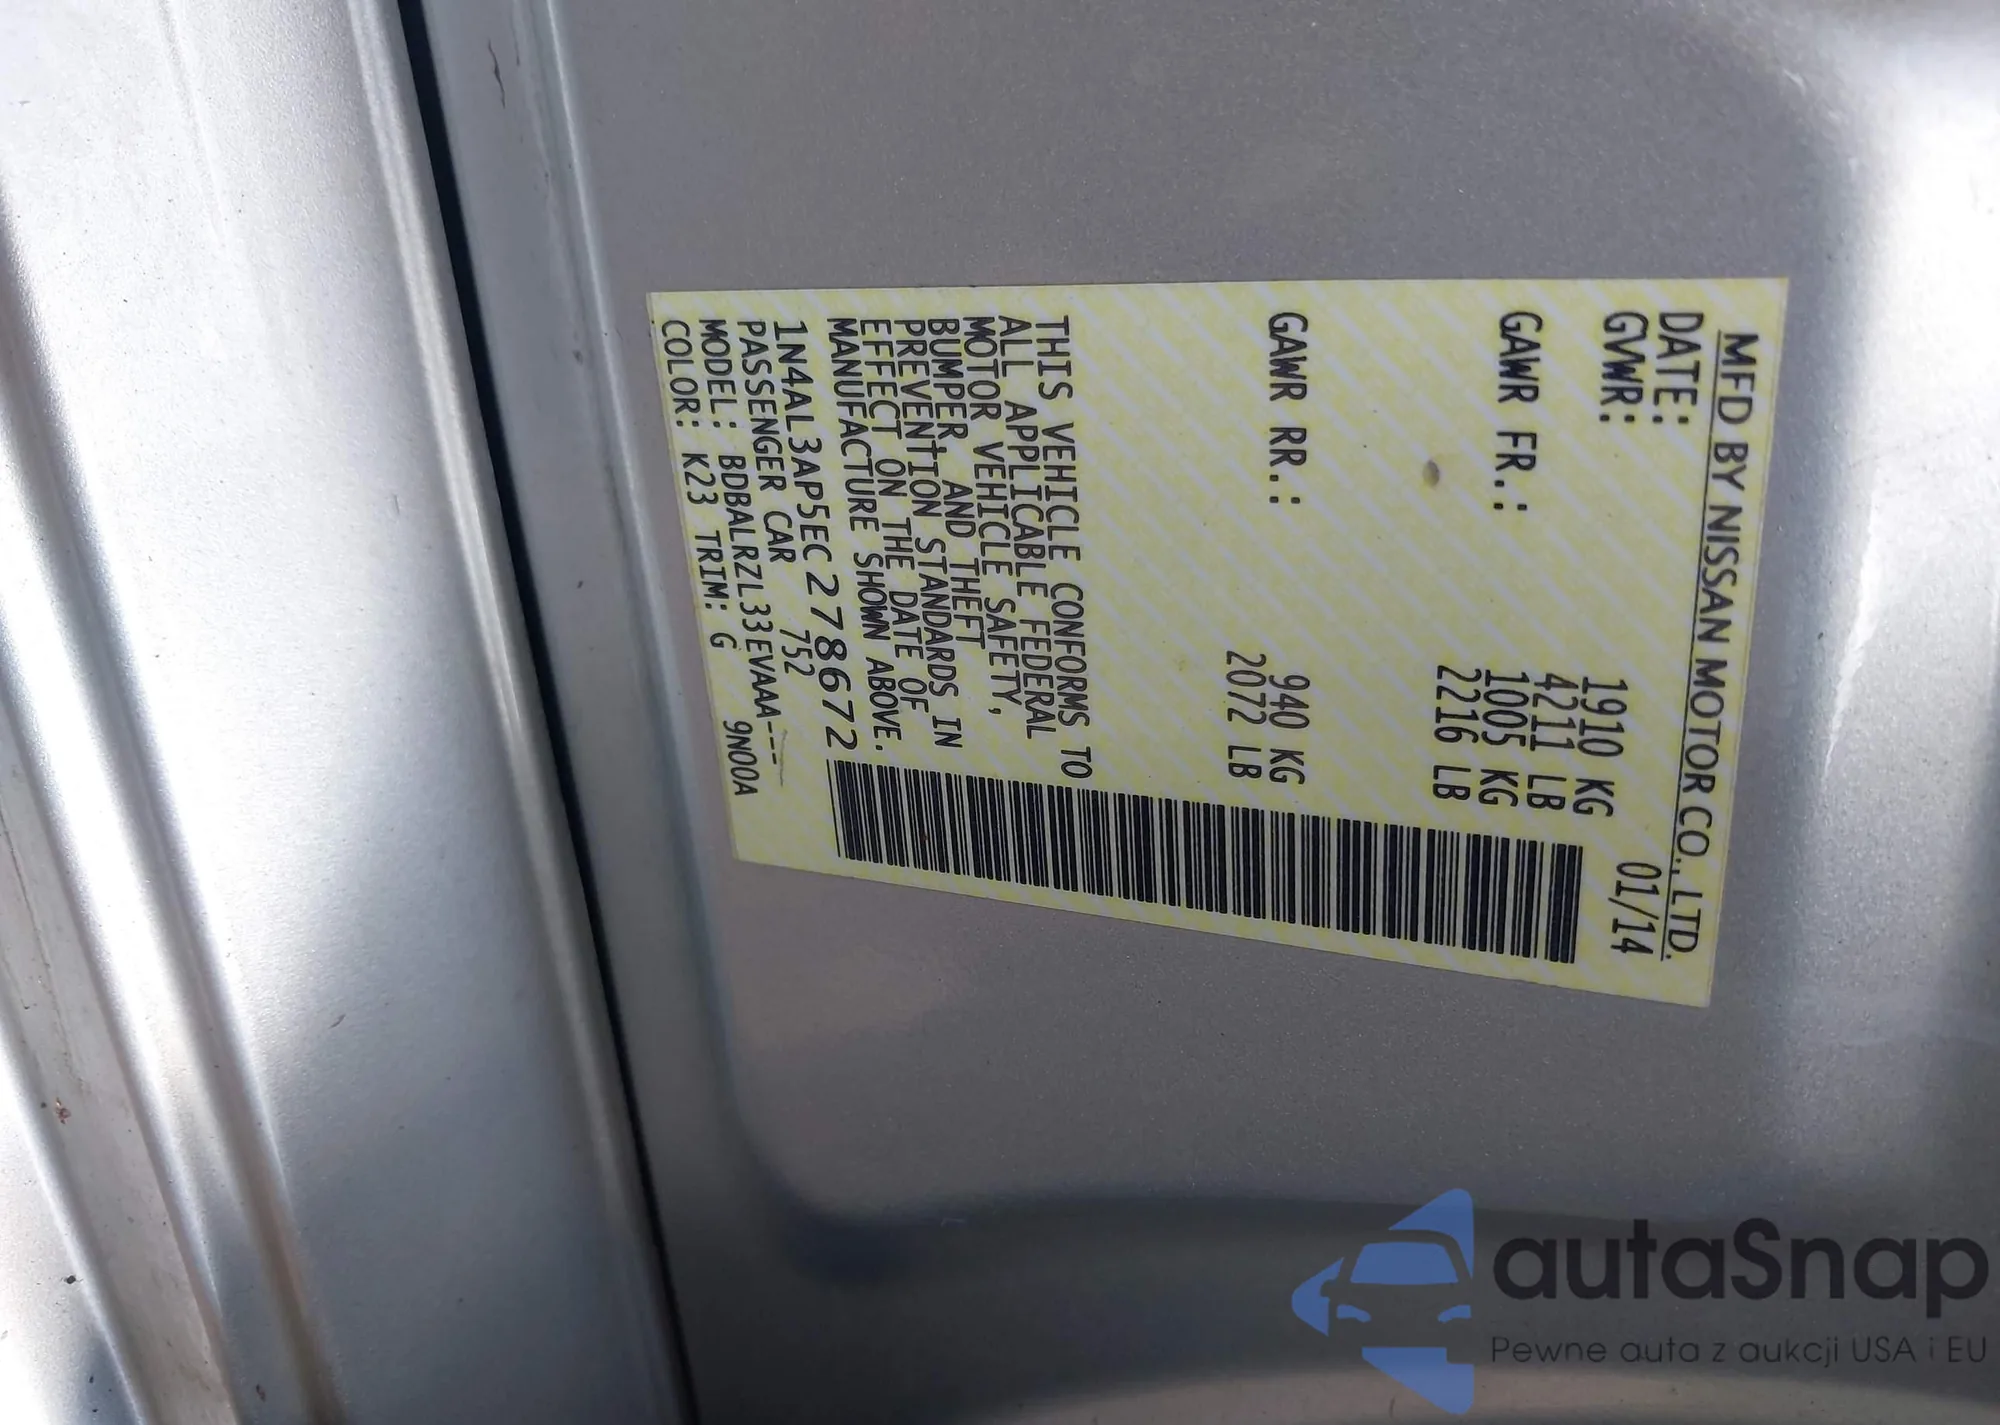 MFD BY NISSAN MOTOR CO., LTD.
DATE: 01/14
GVWR: 1910 KG
4211 LB
GAWR FR.: 1005 KG
2216 LB
GAWR RR.: 940 KG
2072 LB
THIS VEHICLE CONFORMS TO
ALL APPLICABLE FEDERAL
MOTOR VEHICLE SAFETY,
BUMPER, AND THEFT
PREVENTION STANDARDS IN
EFFECT ON THE DATE OF
MANUFACTURE SHOWN ABOVE.
1N4AL3AP5EC278672
PASSENGER CAR 752
MODEL: BDBALRZL33EVAAA---
COLOR: K23 TRIM: G 9N00A
autaSnap
Pewne auta z aukcji USA i EU